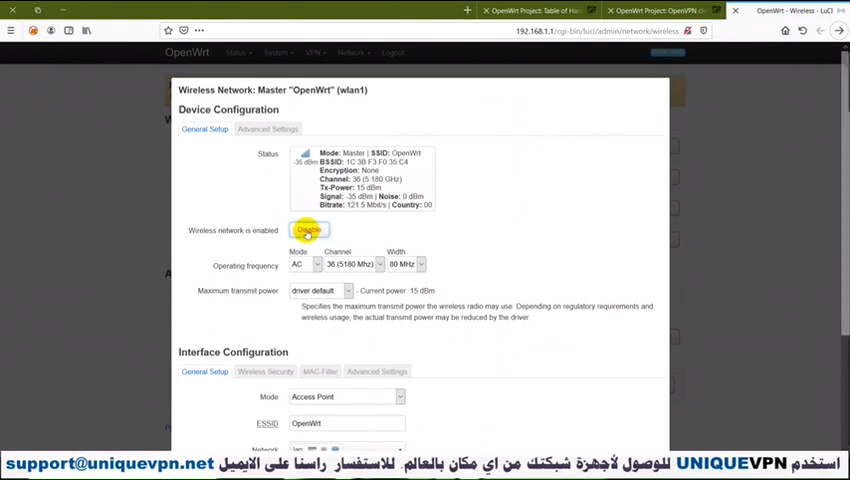 OpenWrt Project: Table of Har
OpenWrt Project: OpenVPN cli
OpenWrt - Wireless - LuCI
192.168.1.1/cgi-bin/luci/admin/network/wireless
OpenWrt Status System VPN Network Logout
Wireless Network: Master "OpenWrt" (wlan1)
Device Configuration
General Setup Advanced Settings
Status
-35 dBm
Mode: Master | SSID: OpenWrt
BSSID: 1C 3B F3 F0 35 C4
Encryption: None
Channel: 36 (5.180 GHz)
Tx-Power: 15 dBm
Signal: -35 dBm | Noise: 0 dBm
Bitrate: 121.5 Mbit/s | Country: 00
Wireless network is enabled Disable
Mode Channel Width
Operating frequency AC 36 (5180 Mhz) 80 MHz
Maximum transmit power driver default - Current power: 15 dBm
Specifies the maximum transmit power the wireless radio may use. Depending on regulatory requirements and
wireless usage, the actual transmit power may be reduced by the driver.
Interface Configuration
General Setup Wireless Security MAC-Filter Advanced Settings
Mode Access Point
ESSID OpenWrt
Network lan
استخدم UNIQUEVPN للوصول لأجهزة شبكتك من اي مكان بالعالم. للاستفسار راسنا على الايميل support@uniquevpn.net